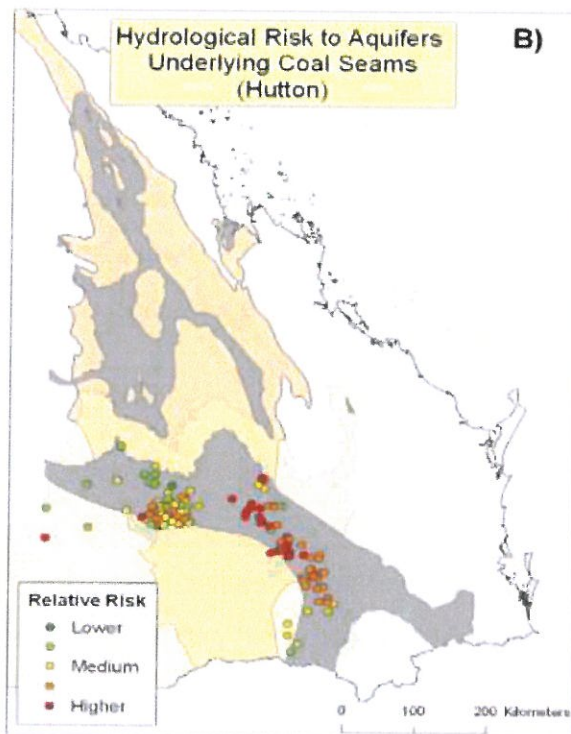 Hydrological Risk to Aquifers
Underlying Coal Seams
(Hutton)
B)
Relative Risk
Lower
Medium
Higher
0 100 200 Kilometers